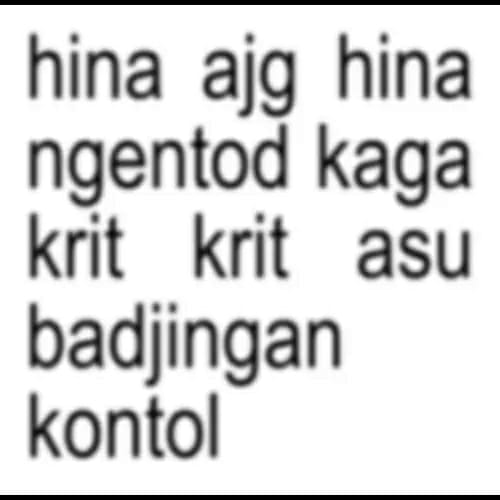 hina ajg hina
ngentod kaga
krit krit asu
badjingan
kontol